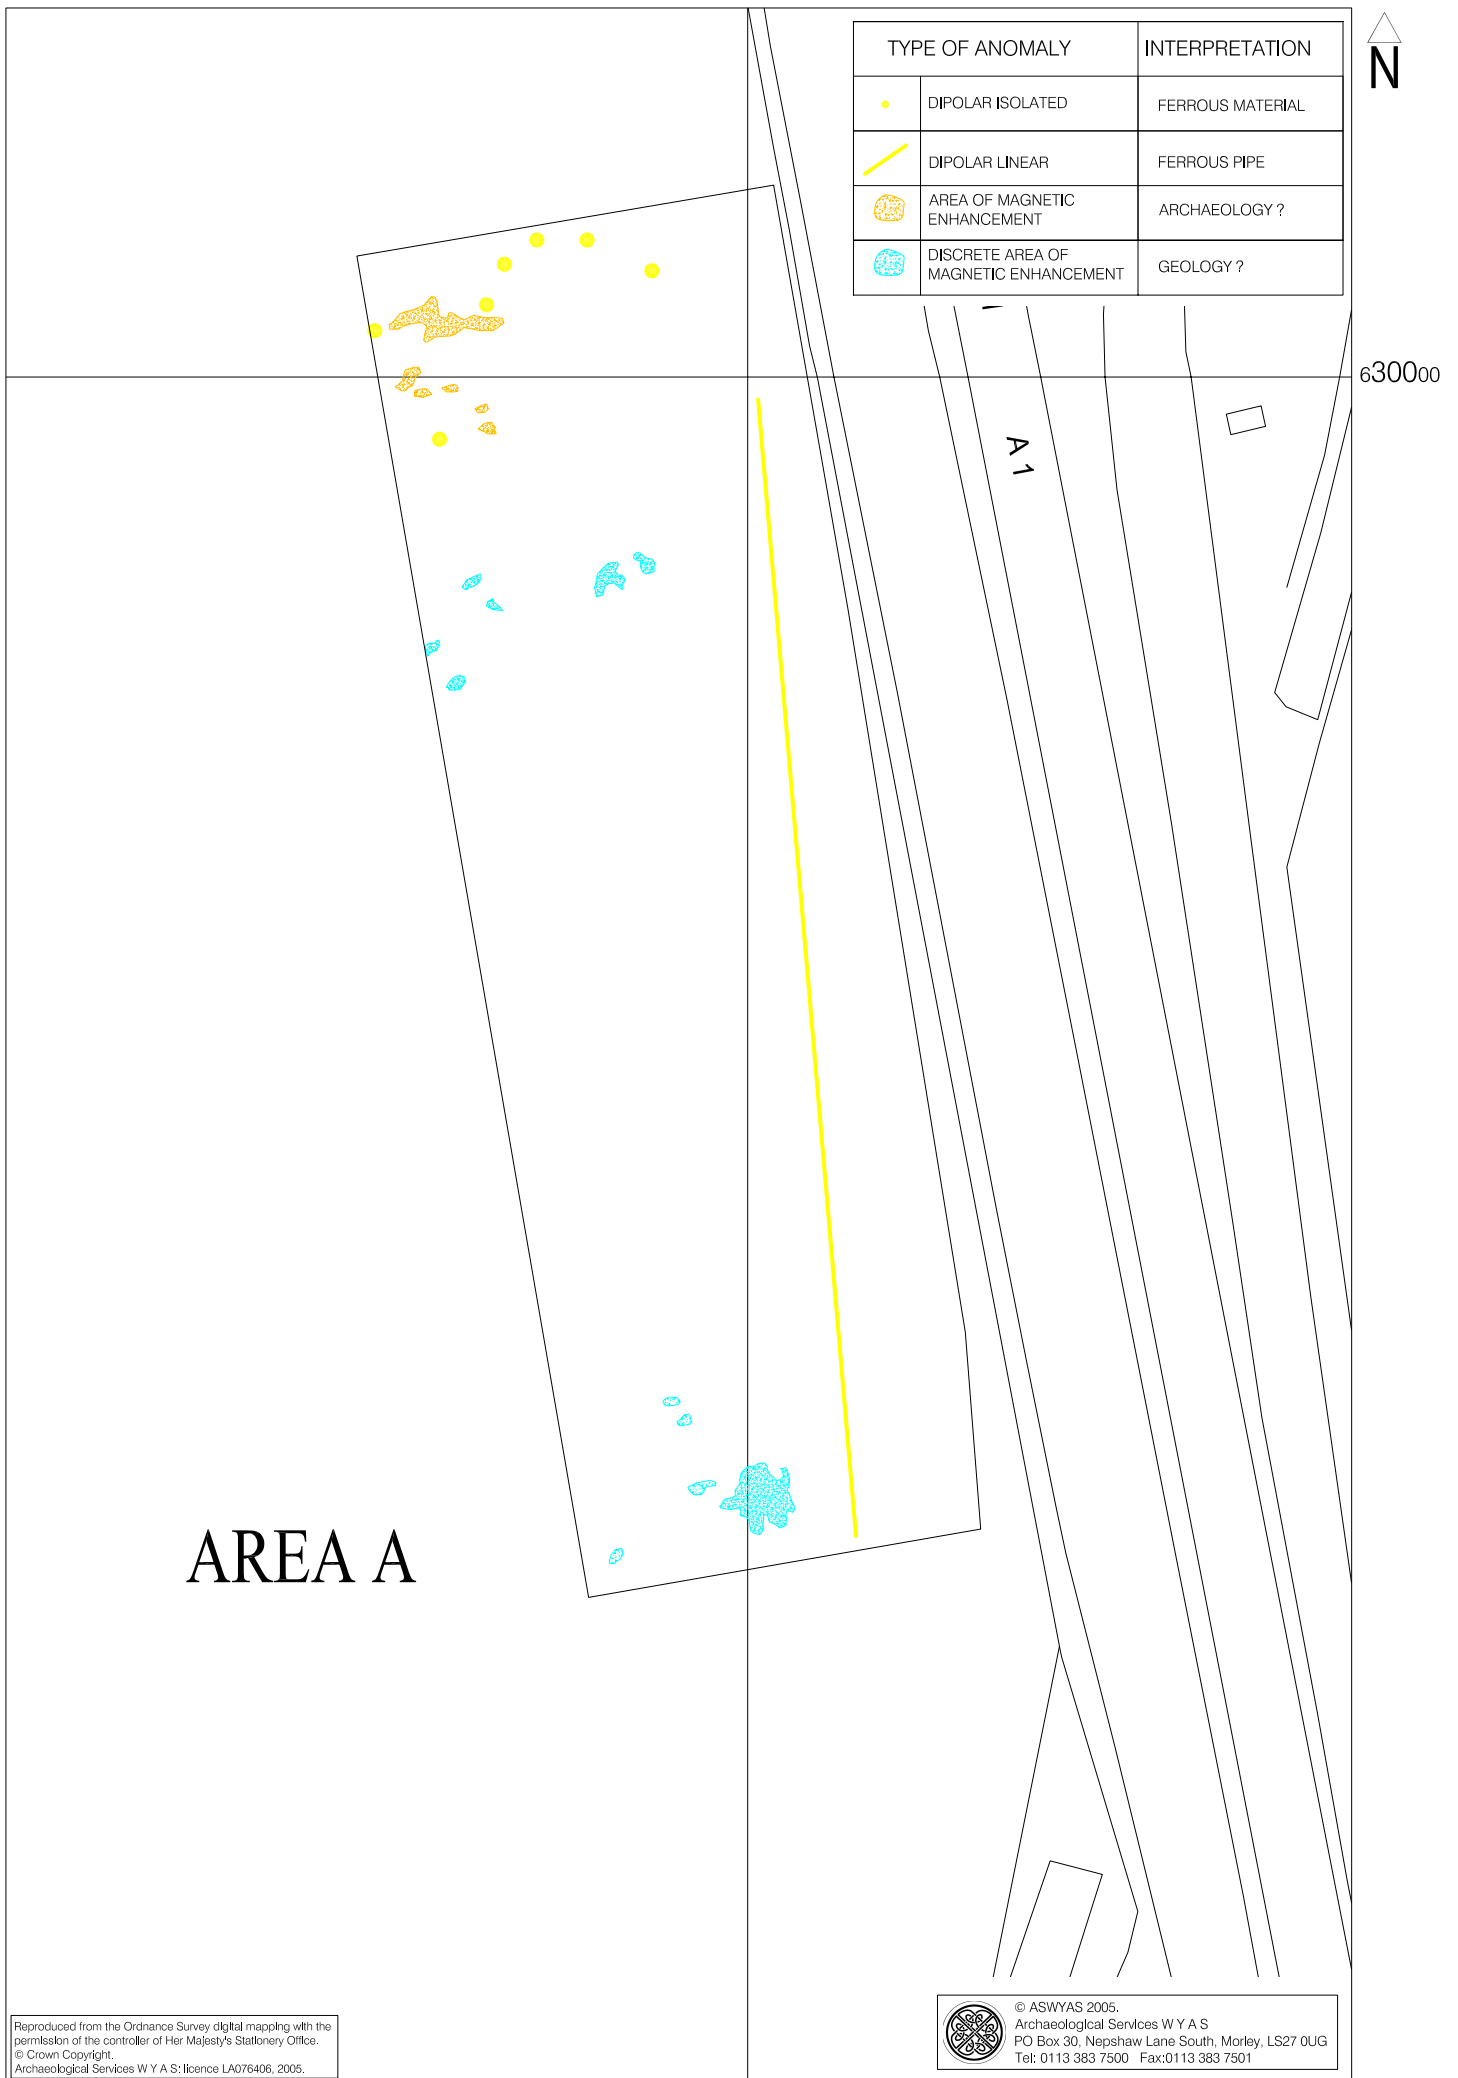 TYPE OF ANOMALY INTERPRETATION
DIPOLAR ISOLATED FERROUS MATERIAL
DIPOLAR LINEAR FERROUS PIPE
AREA OF MAGNETIC
ENHANCEMENT
ARCHAEOLOGY ?
DISCRETE AREA OF
MAGNETIC ENHANCEMENT
GEOLOGY ?
N
630000
A 1
AREA A
Reproduced from the Ordnance Survey digital mapping with the
permission of the controller of Her Majesty's Stationery Office.
© Crown Copyright.
Archaeological Services W Y A S: licence LA076406, 2005.
© ASWYAS 2005.
Archaeological Services W Y A S
PO Box 30, Nepshaw Lane South, Morley, LS27 0UG
Tel: 0113 383 7500 Fax:0113 383 7501